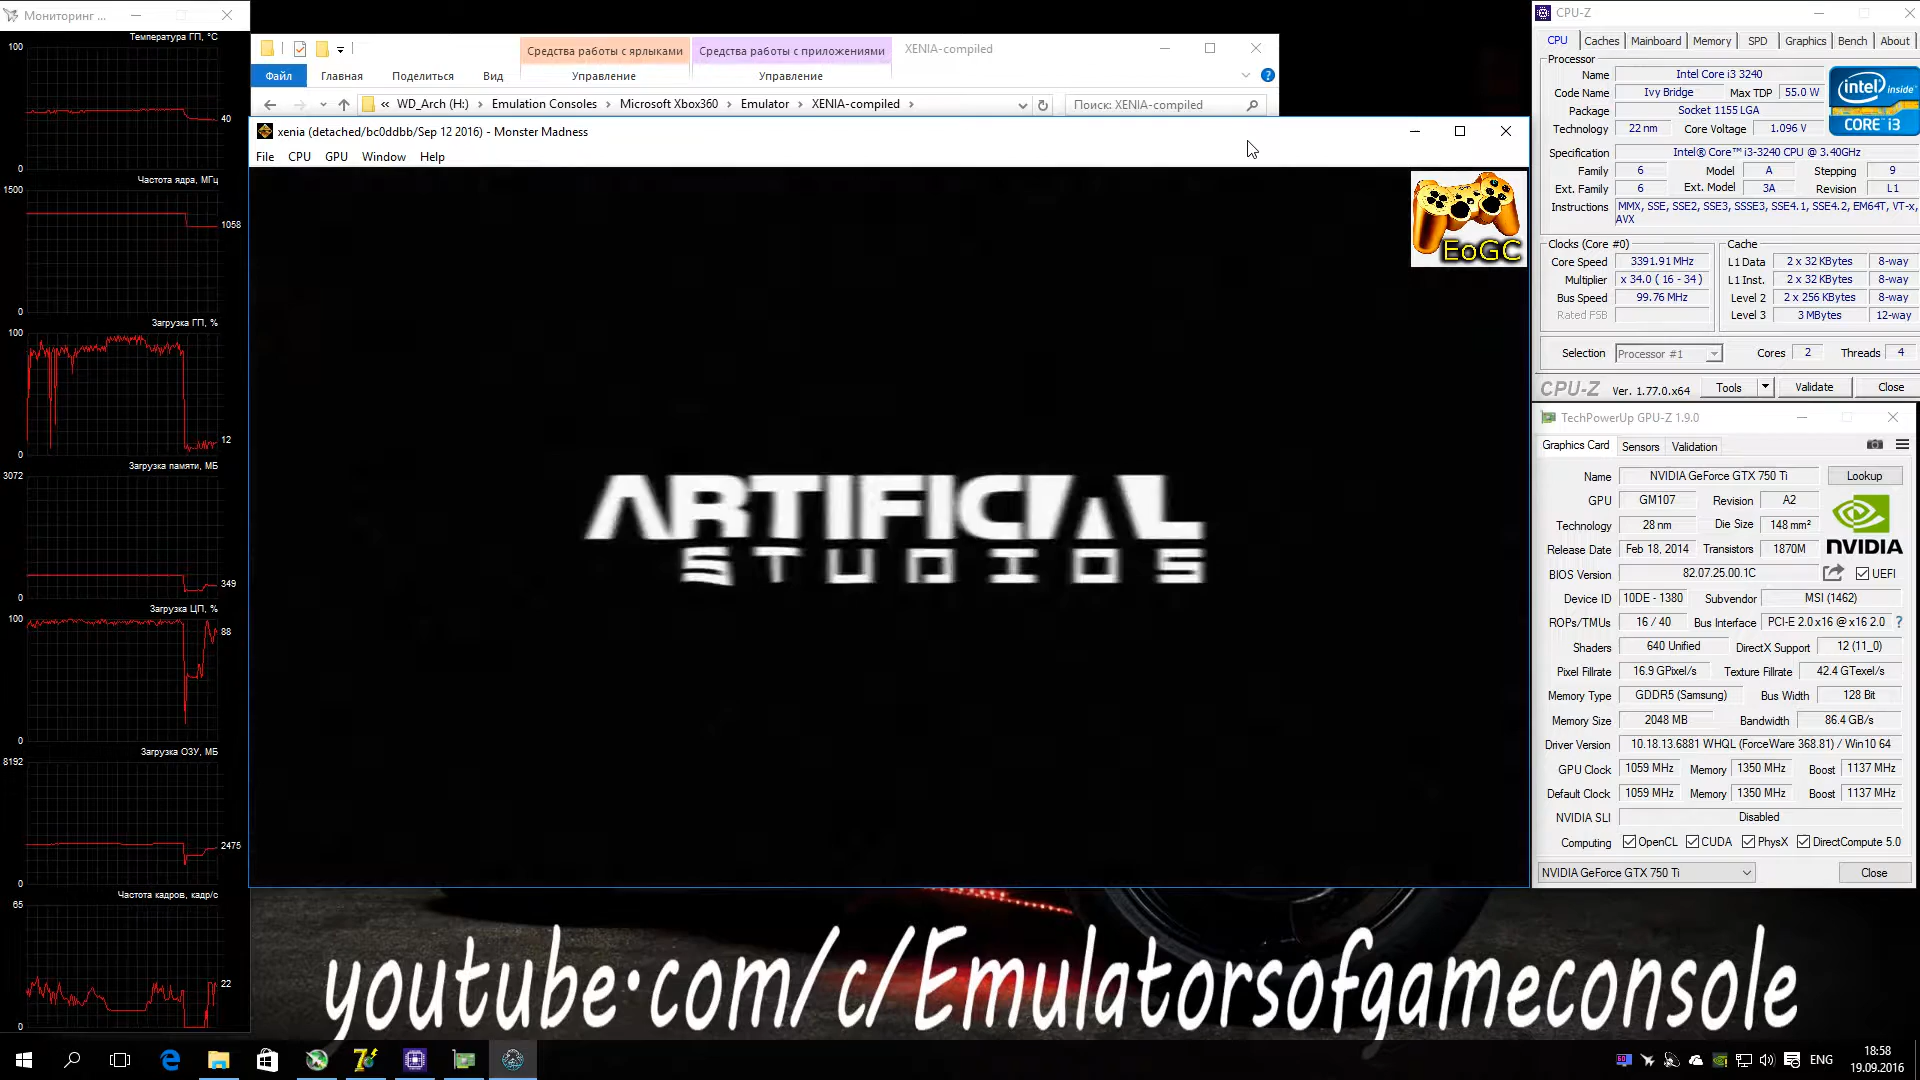 Мониторинг ...
Температура ГП, °C
100
40
0
Частота ядра, МГц
1500
1058
0
Загрузка ГП, %
100
12
0
Загрузка памяти, МБ
3072
349
0
Загрузка ЦП, %
100
88
0
Загрузка ОЗУ, МБ
8192
2475
0
Частота кадров, кадр/с
65
22
0
Средства работы с ярлыками
Средства работы с приложениями
XENIA-compiled
Файл
Главная
Поделиться
Вид
Управление
Управление
« WD_Arch (H:) › Emulation Consoles › Microsoft Xbox360 › Emulator › XENIA-compiled ›
Поиск: XENIA-compiled
xenia (detached/bc0ddbb/Sep 12 2016) - Monster Madness
File CPU GPU Window Help
EoGC
ARTIFICIAL
STUDIOS
CPU-Z
CPU Caches Mainboard Memory SPD Graphics Bench About
Processor
Name Intel Core i3 3240
Code Name Ivy Bridge Max TDP 55.0 W
Package Socket 1155 LGA
Technology 22 nm Core Voltage 1.096 V
intel inside™
CORE i3
Specification Intel® Core™ i3-3240 CPU @ 3.40GHz
Family 6 Model A Stepping 9
Ext. Family 6 Ext. Model 3A Revision L1
Instructions MMX, SSE, SSE2, SSE3, SSSE3, SSE4.1, SSE4.2, EM64T, VT-x,
AVX
Clocks (Core #0)
Core Speed 3391.91 MHz
Multiplier x 34.0 ( 16 - 34 )
Bus Speed 99.76 MHz
Rated FSB
Cache
L1 Data 2 x 32 KBytes 8-way
L1 Inst. 2 x 32 KBytes 8-way
Level 2 2 x 256 KBytes 8-way
Level 3 3 MBytes 12-way
Selection Processor #1 Cores 2 Threads 4
CPU-Z Ver. 1.77.0.x64 Tools Validate Close
TechPowerUp GPU-Z 1.9.0
Graphics Card Sensors Validation
Name NVIDIA GeForce GTX 750 Ti Lookup
GPU GM107 Revision A2
Technology 28 nm Die Size 148 mm²
Release Date Feb 18, 2014 Transistors 1870M
NVIDIA
BIOS Version 82.07.25.00.1C UEFI
Device ID 10DE - 1380 Subvendor MSI (1462)
ROPs/TMUs 16 / 40 Bus Interface PCI-E 2.0 x16 @ x16 2.0 ?
Shaders 640 Unified DirectX Support 12 (11_0)
Pixel Fillrate 16.9 GPixel/s Texture Fillrate 42.4 GTexel/s
Memory Type GDDR5 (Samsung) Bus Width 128 Bit
Memory Size 2048 MB Bandwidth 86.4 GB/s
Driver Version 10.18.13.6881 WHQL (ForceWare 368.81) / Win10 64
GPU Clock 1059 MHz Memory 1350 MHz Boost 1137 MHz
Default Clock 1059 MHz Memory 1350 MHz Boost 1137 MHz
NVIDIA SLI Disabled
Computing OpenCL CUDA PhysX DirectCompute 5.0
NVIDIA GeForce GTX 750 Ti Close
youtube.com/c/Emulatorsofgameconsole
ENG
18:58
19.09.2016